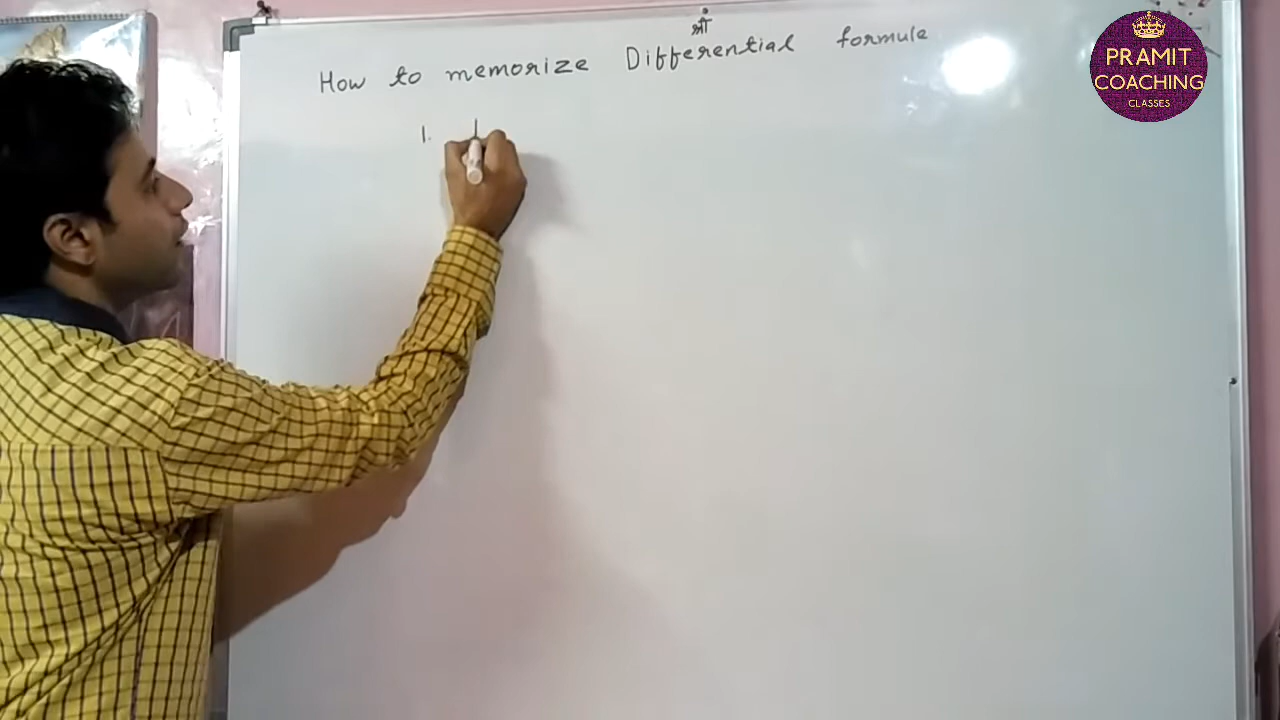 श्रीं
How to memorize Differential formule
1.
PRAMIT
COACHING
CLASSES